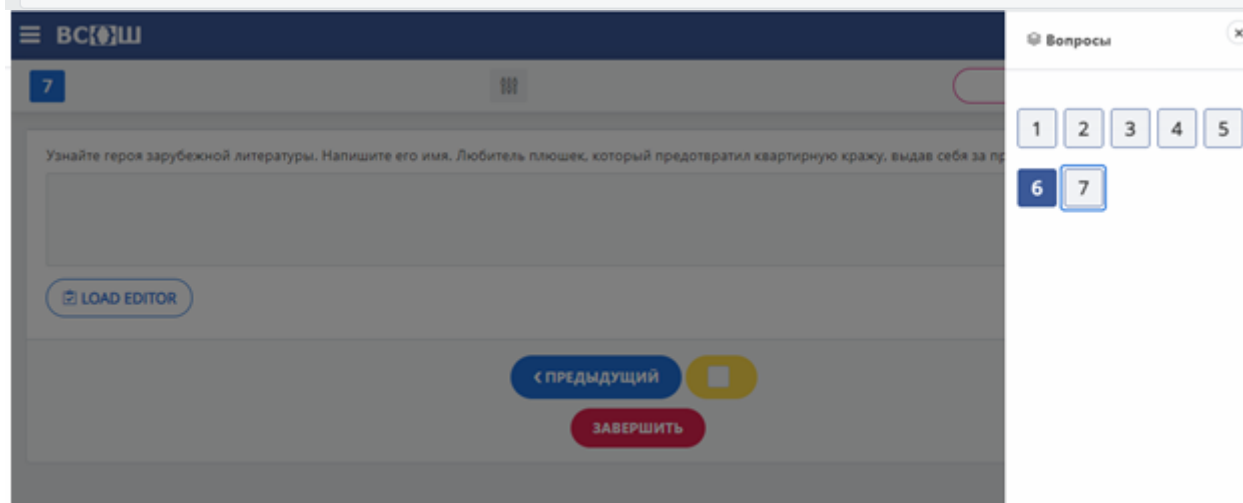 ВСОШ
Вопросы
7
1 2 3 4 5
6 7
Узнайте героя зарубежной литературы. Напишите его имя. Любитель плюшек, который предотвратил квартирную кражу, выдав себя за
LOAD EDITOR
ПРЕДЫДУЩИЙ
ЗАВЕРШИТЬ